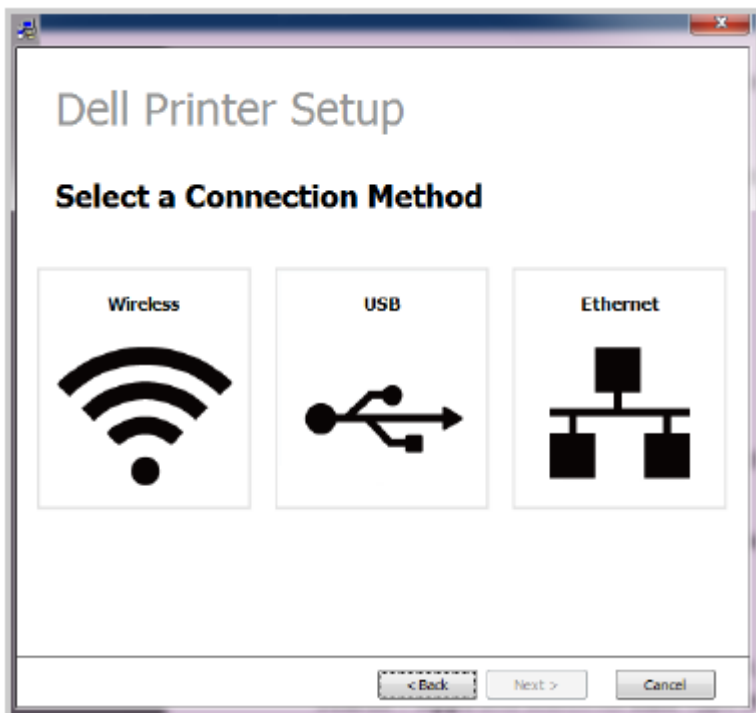 Dell Printer Setup
Select a Connection Method
Wireless USB Ethernet
< Back Next > Cancel